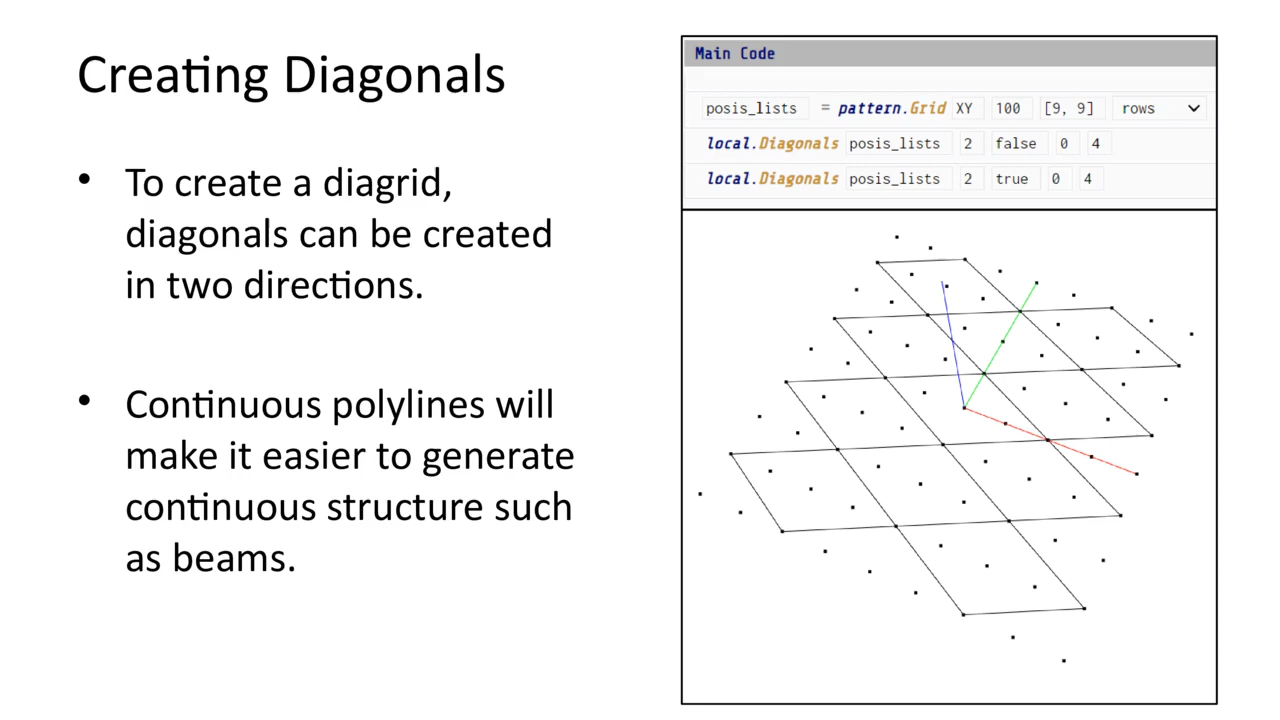 Creating Diagonals
• To create a diagrid,
diagonals can be created
in two directions.
• Continuous polylines will
make it easier to generate
continuous structure such
as beams.
Main Code
posis_lists = pattern.Grid XY 100 [9, 9] rows
local.Diagonals posis_lists 2 false 0 4
local.Diagonals posis_lists 2 true 0 4